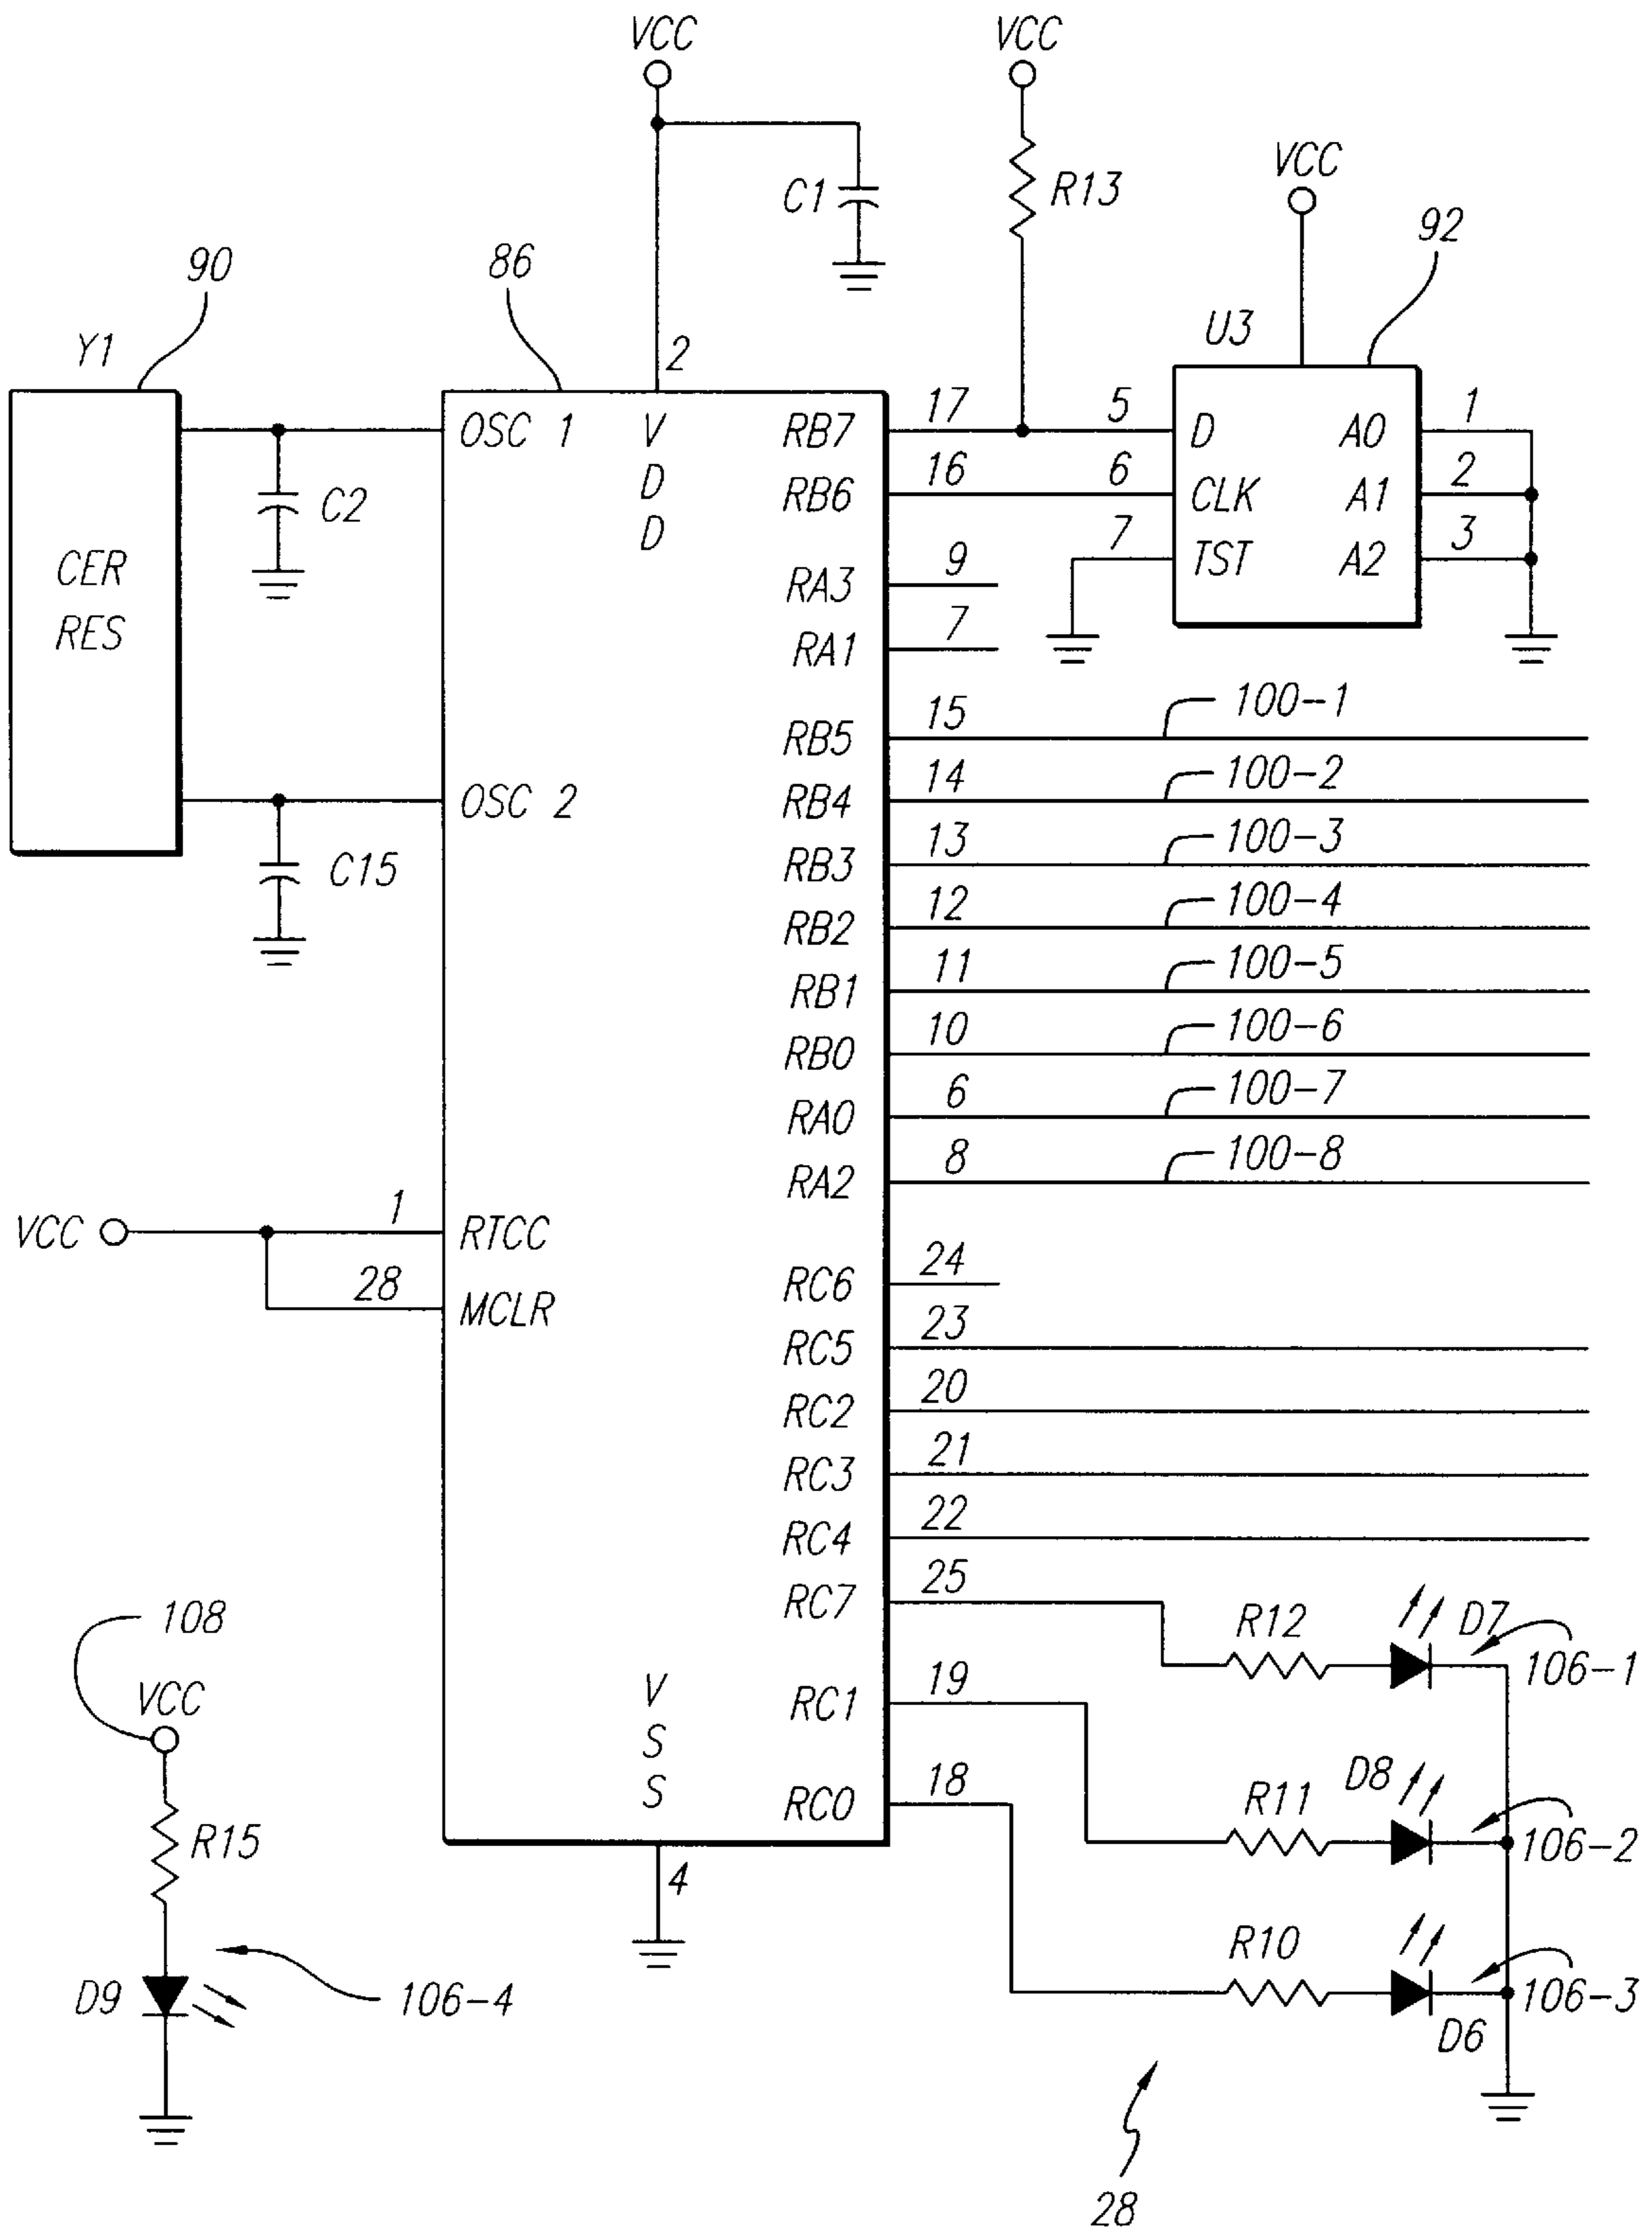 VCC
VCC
VCC
C1
R13
92
90
86
U3
Y1
2
OSC 1
V
D
D
RB7
17
5
D
A0
1
RB6
16
6
CLK
A1
2
C2
7
TST
A2
3
CER
RES
RA3
9
RA1
7
RB5
15
100-1
OSC 2
RB4
14
100-2
RB3
13
100-3
C15
RB2
12
100-4
RB1
11
100-5
RB0
10
100-6
RA0
6
100-7
RA2
8
100-8
VCC
1
RTCC
28
MCLR
RC6
24
RC5
23
RC2
20
RC3
21
RC4
22
RC7
25
R12
D7
106-1
108
VCC
V
S
S
RC1
19
R11
D8
106-2
RC0
18
R15
4
R10
D6
106-3
D9
106-4
28